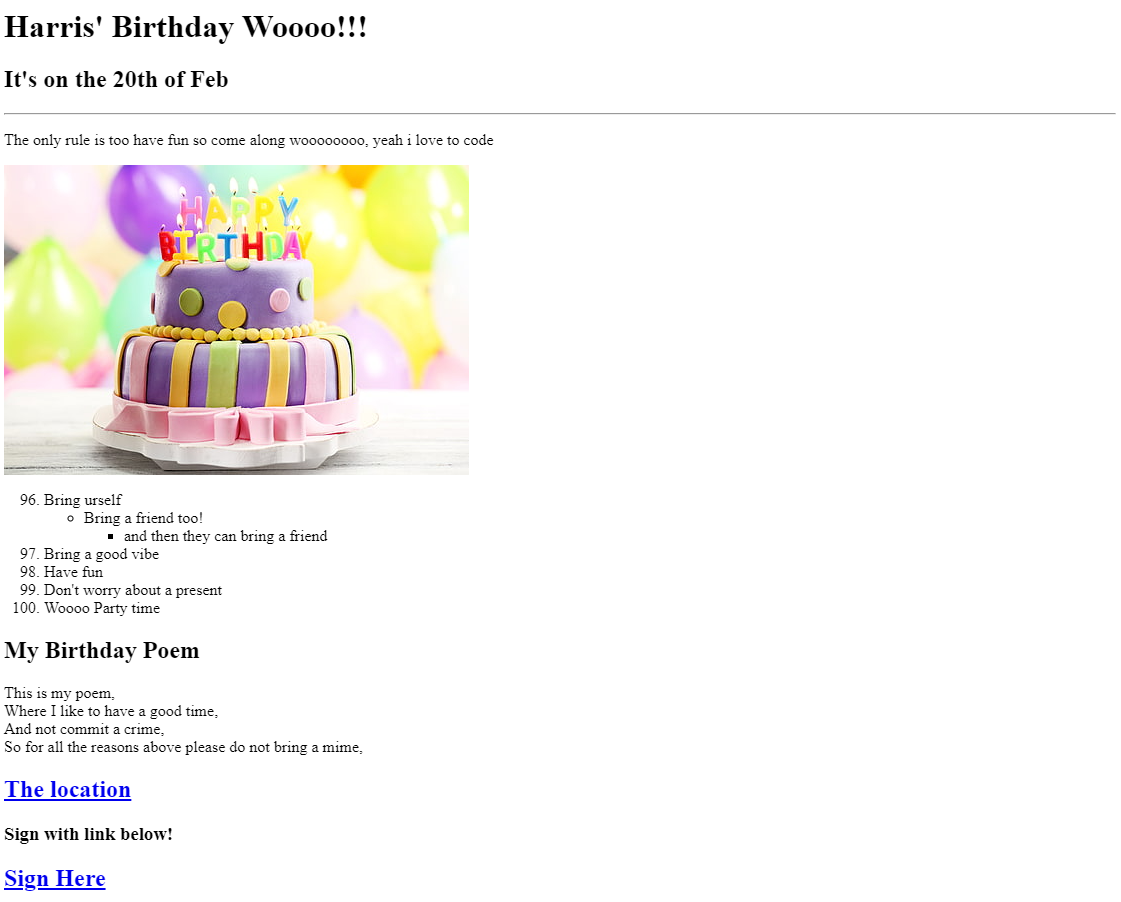 Harris' Birthday Woooo!!!
It's on the 20th of Feb
The only rule is too have fun so come along woooooooo, yeah i love to code
HAPPY
BIRTHDAY
96. Bring urself
Bring a friend too!
and then they can bring a friend
97. Bring a good vibe
98. Have fun
99. Don't worry about a present
100. Woooo Party time
My Birthday Poem
This is my poem,
Where I like to have a good time,
And not commit a crime,
So for all the reasons above please do not bring a mime,
The location
Sign with link below!
Sign Here